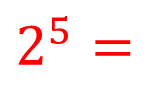 2⁵ =